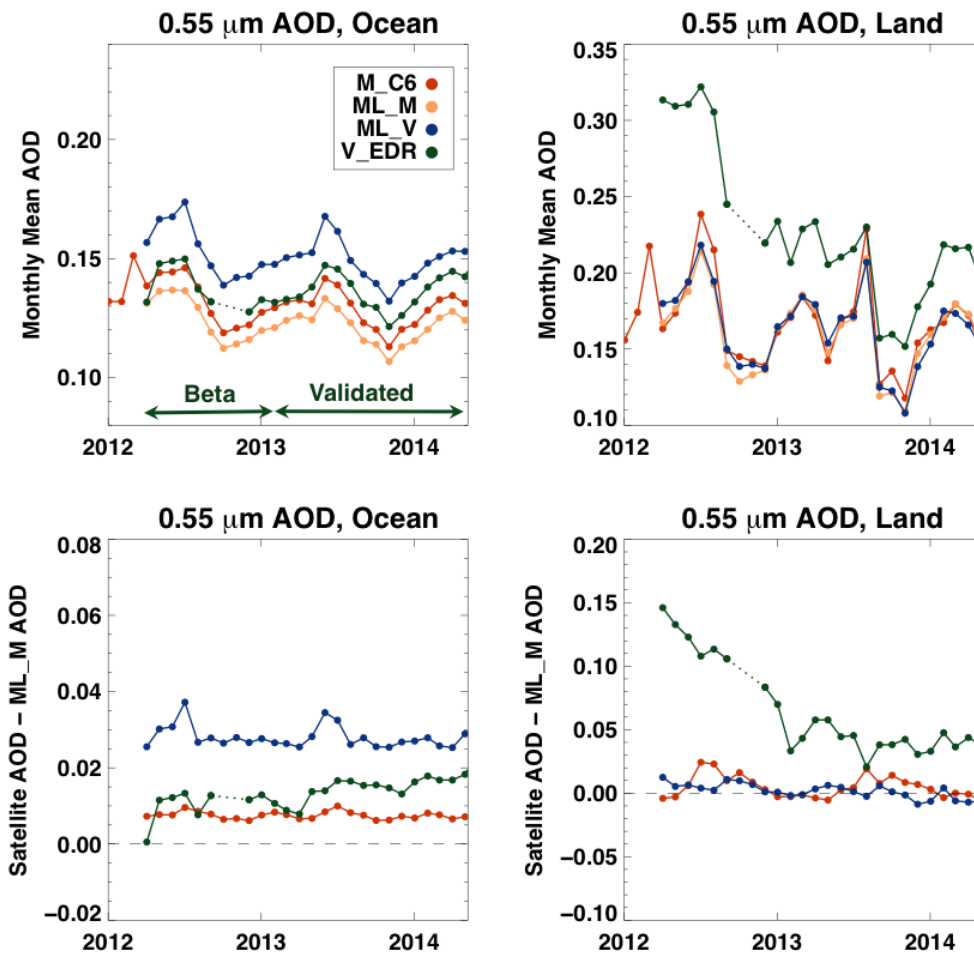 0.55 μm AOD, Ocean
Monthly Mean AOD
0.20
0.15
0.10
M_C6
ML_M
ML_V
V_EDR
Beta
Validated
2012
2013
2014
0.55 μm AOD, Land
Monthly Mean AOD
0.35
0.30
0.25
0.20
0.15
0.10
2012
2013
2014
0.55 μm AOD, Ocean
Satellite AOD − ML_M AOD
0.08
0.06
0.04
0.02
0.00
−0.02
2012
2013
2014
0.55 μm AOD, Land
Satellite AOD − ML_M AOD
0.20
0.15
0.10
0.05
0.00
−0.05
−0.10
2012
2013
2014